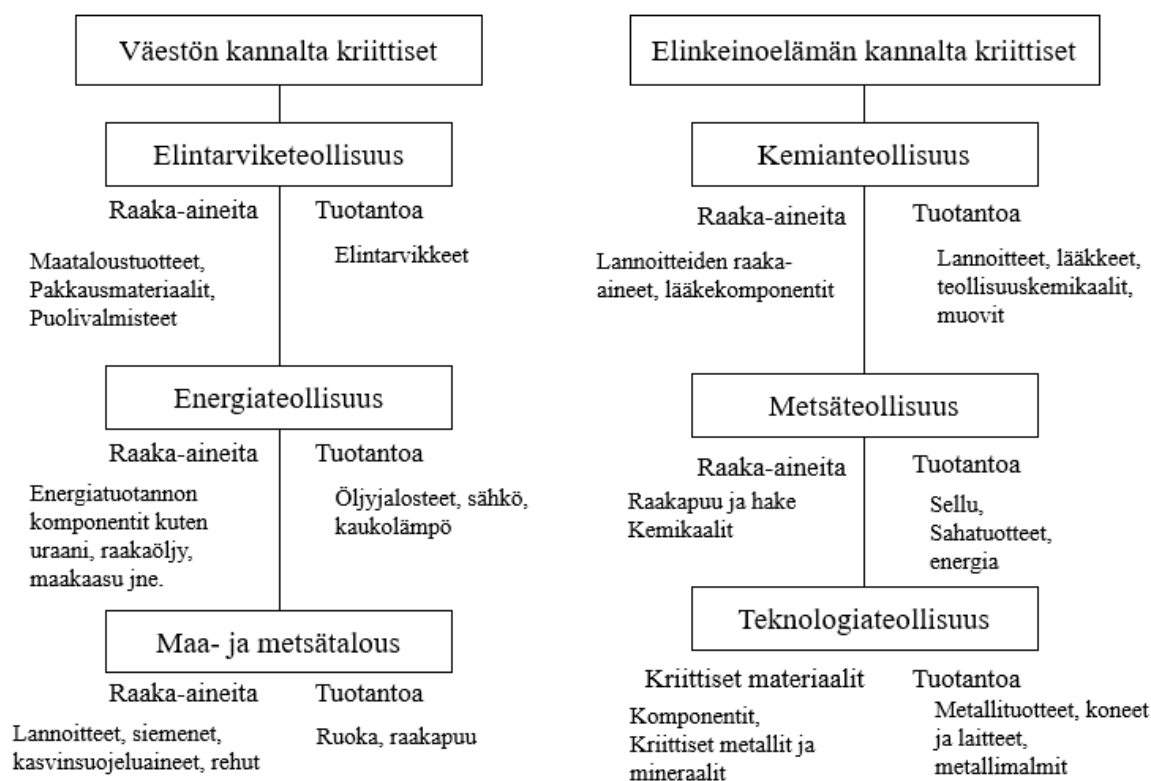 Väestön kannalta kriittiset
Elintarviketeollisuus
Raaka-aineita
Tuotantoa
Maataloustuotteet,
Pakkausmateriaalit,
Puolivalmisteet
Elintarvikkeet
Energiateollisuus
Raaka-aineita
Tuotantoa
Energiatuotannon
komponentit kuten
uraani, raakaöljy,
maakaasu jne.
Öljyjalosteet, sähkö,
kaukolämpö
Maa- ja metsätalous
Raaka-aineita
Tuotantoa
Lannoitteet, siemenet,
kasvinsuojeluaineet, rehut
Ruoka, raakapuu
Elinkeinoelämän kannalta kriittiset
Kemianteollisuus
Raaka-aineita
Tuotantoa
Lannoitteiden raaka-
aineet, lääkekomponentit
Lannoitteet, lääkkeet,
teollisuuskemikaalit,
muovit
Metsäteollisuus
Raaka-aineita
Tuotantoa
Raakapuu ja hake
Kemikaalit
Sellu,
Sahatuotteet,
energia
Teknologiateollisuus
Kriittiset materiaalit
Tuotantoa
Komponentit,
Kriittiset metallit ja
mineraalit
Metallituotteet, koneet
ja laitteet,
metallimalmit